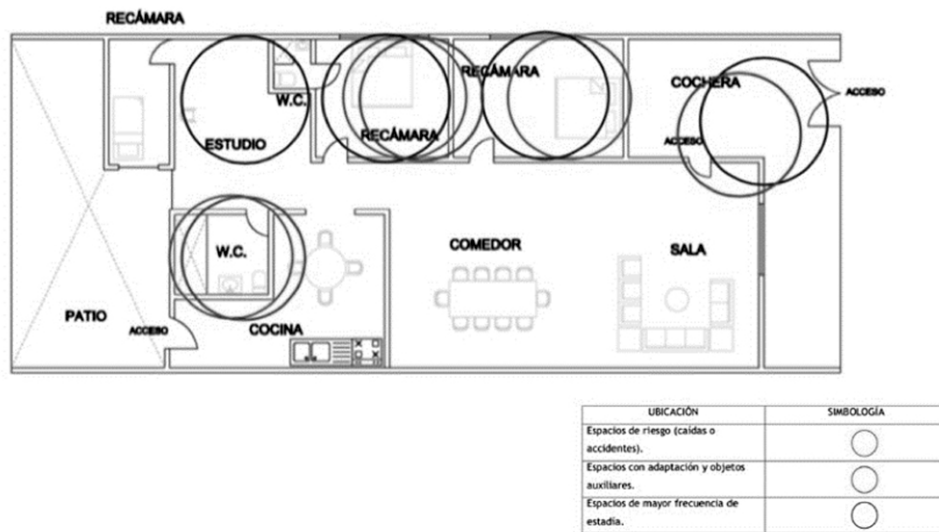 RECÁMARA
RECÁMARA
COCHERA
ACCESO
W.C.
RECÁMARA
ESTUDIO
ACCESO
W.C.
COMEDOR
SALA
PATIO
ACCESO
COCINA
UBICACIÓN SIMBOLOGÍA
Espacios de riesgo (caídas o
accidentes).
Espacios con adaptación y objetos
auxiliares.
Espacios de mayor frecuencia de
estadía.